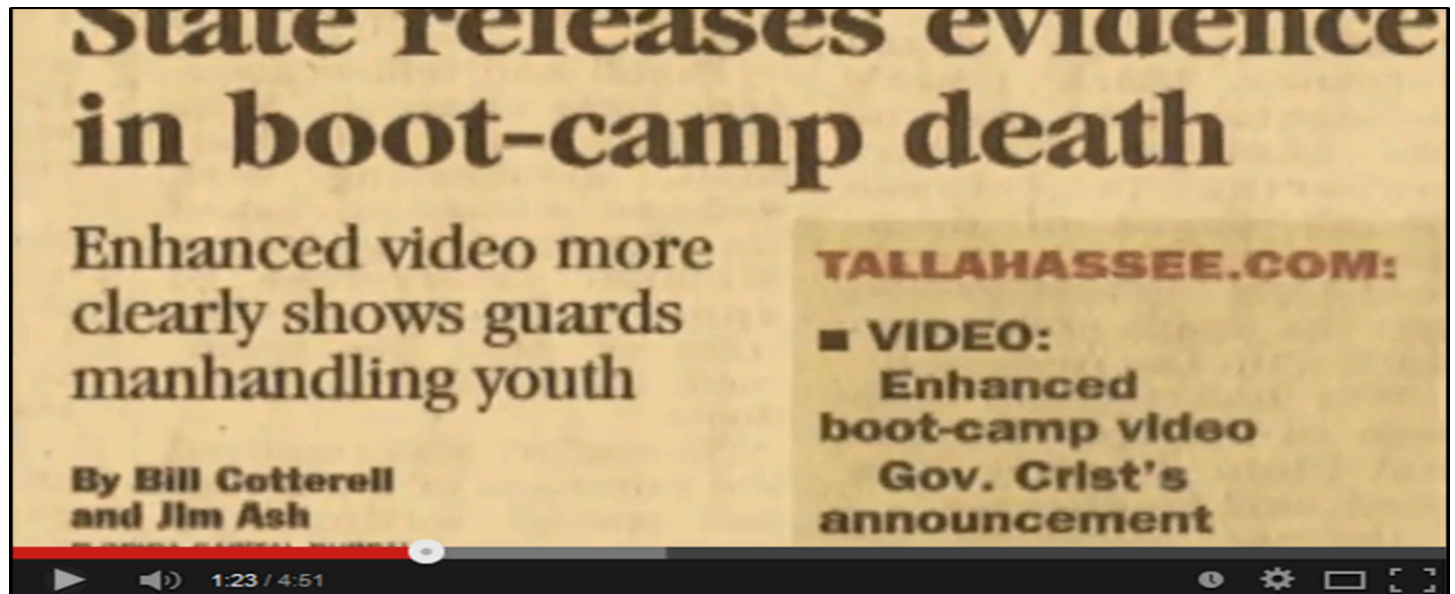 State releases evidence
in boot-camp death
Enhanced video more
clearly shows guards
manhandling youth
By Bill Cotterell
and Jim Ash
TALLAHASSEE.COM:
■ VIDEO:
Enhanced
boot-camp video
Gov. Crist's
announcement
1:23 / 4:51